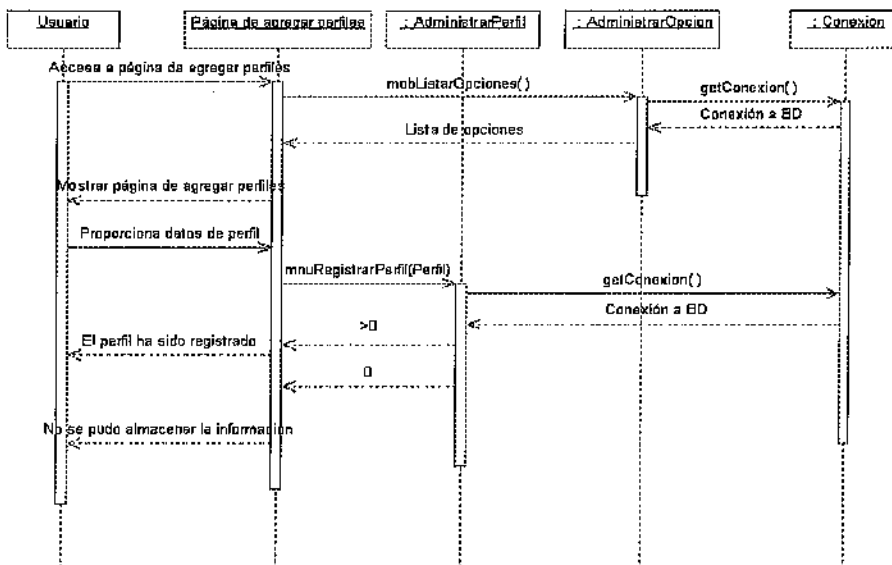 Usuario
Página de agregar perfiles
: AdministrarPerfil
: AdministrarOpcion
: Conexion
Accesa a página de agregar perfiles
mobListarOpciones()
getConexion()
Conexión a BD
Lista de opciones
Mostrar página de agregar perfiles
Proporciona datos de perfil
mnuRegistrarPerfil(Perfil)
getConexion()
Conexión a BD
>0
El perfil ha sido registrado
0
No se pudo almacenar la información